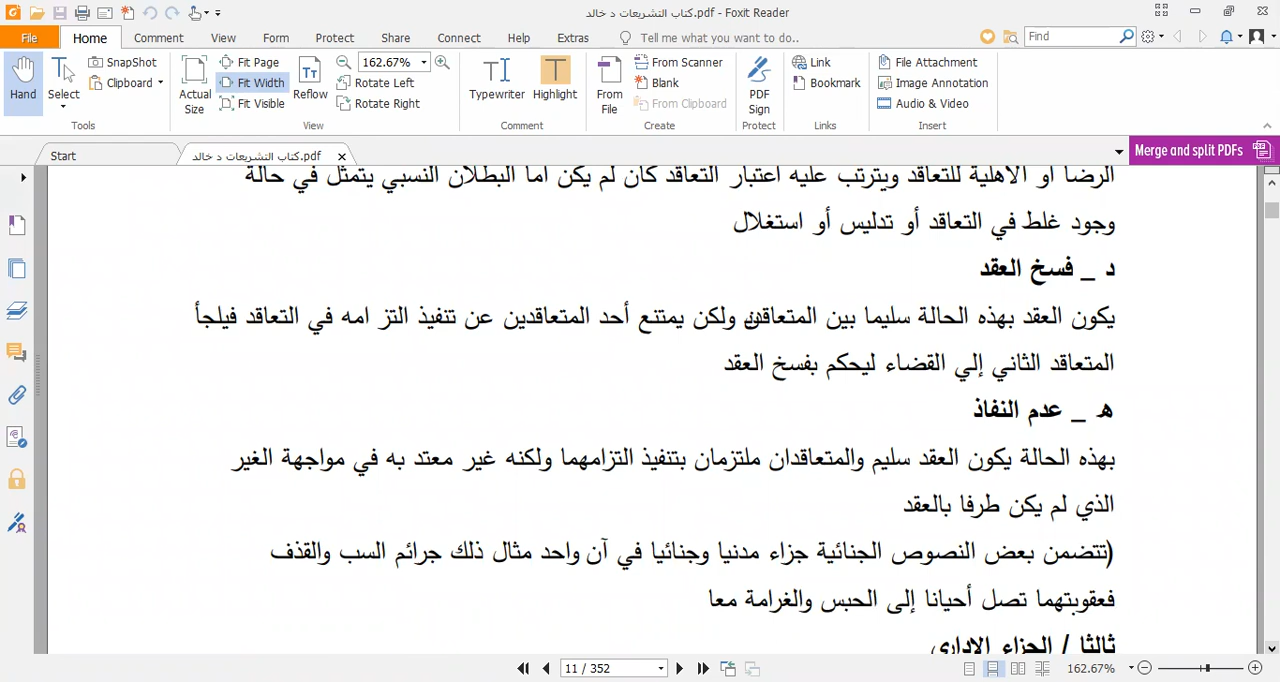 كتاب التشريعات د خالد.pdf - Foxit Reader
File Home Comment View Form Protect Share Connect Help Extras Tell me what you want to do.. Find
Hand
Select
SnapShot
Clipboard
Tools
Actual Size
Fit Page
Fit Width
Fit Visible
Reflow
162.67%
Rotate Left
Rotate Right
View
Typewriter
Highlight
Comment
From File
From Scanner
Blank
From Clipboard
Create
PDF Sign
Protect
Link
Bookmark
Links
File Attachment
Image Annotation
Audio & Video
Insert
Start
كتاب التشريعات د خالد.pdf
Merge and split PDFs
الرضا او الاهلية للتعاقد ويترتب عليه اعتبار التعاقد كان لم يكن اما البطلان النسبي يتمثل في حالة
وجود غلط في التعاقد أو تدليس أو استغلال
د _ فسخ العقد
يكون العقد بهذه الحالة سليما بين المتعاقدين ولكن يمتنع أحد المتعاقدين عن تنفيذ التز امه في التعاقد فيلجأ
المتعاقد الثاني إلي القضاء ليحكم بفسخ العقد
ه _ عدم النفاذ
بهذه الحالة يكون العقد سليم والمتعاقدان ملتزمان بتنفيذ التزامهما ولكنه غير معتد به في مواجهة الغير
الذي لم يكن طرفا بالعقد
(تتضمن بعض النصوص الجنائية جزاء مدنيا وجنائيا في آن واحد مثال ذلك جرائم السب والقذف
فعقوبتهما تصل أحيانا إلى الحبس والغرامة معا
ثالثا / الجزاء الإداري
11 / 352
162.67%